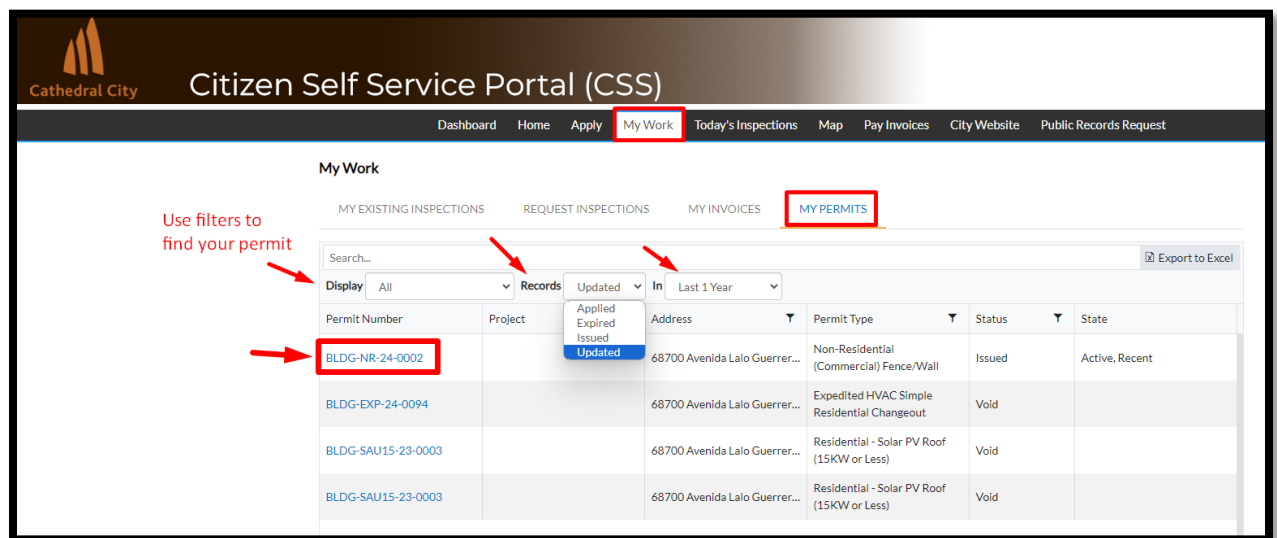 Cathedral City
Citizen Self Service Portal (CSS)
Dashboard Home Apply My Work Today's Inspections Map Pay Invoices City Website Public Records Request
My Work
MY EXISTING INSPECTIONS REQUEST INSPECTIONS MY INVOICES MY PERMITS
Use filters to
find your permit
Search...
Export to Excel
Display All Records Updated In Last 1 Year
Applied
Expired
Issued
Updated
Permit Number Project Address Permit Type Status State
BLDG-NR-24-0002 68700 Avenida Lalo Guerrer... Non-Residential
(Commercial) Fence/Wall Issued Active, Recent
BLDG-EXP-24-0094 68700 Avenida Lalo Guerrer... Expedited HVAC Simple
Residential Changeout Void
BLDG-SAU15-23-0003 68700 Avenida Lalo Guerrer... Residential - Solar PV Roof
(15KW or Less) Void
BLDG-SAU15-23-0003 68700 Avenida Lalo Guerrer... Residential - Solar PV Roof
(15KW or Less) Void